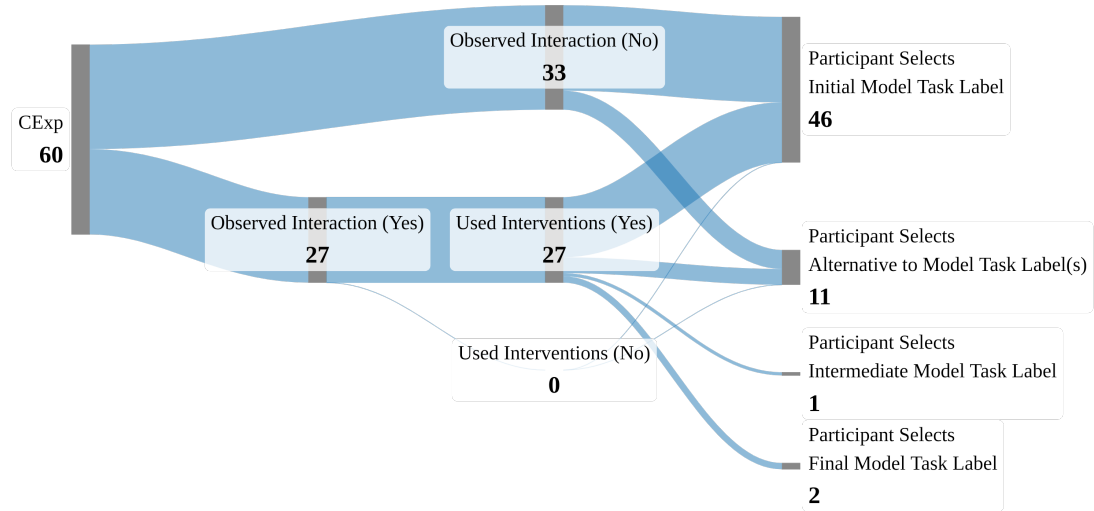 CExp
60
Observed Interaction (No)
33
Observed Interaction (Yes)
27
Used Interventions (Yes)
27
Used Interventions (No)
0
Participant Selects
Initial Model Task Label
46
Participant Selects
Alternative to Model Task Label(s)
11
Participant Selects
Intermediate Model Task Label
1
Participant Selects
Final Model Task Label
2